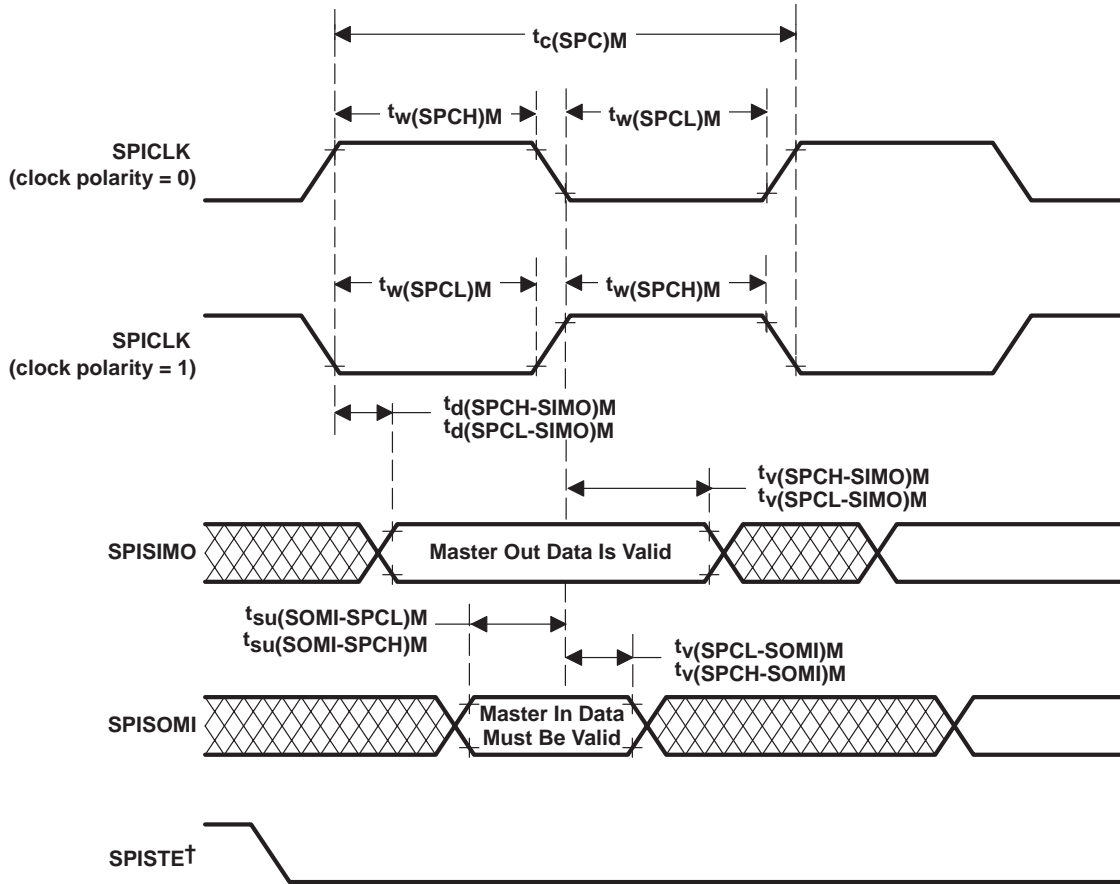 tc(SPC)M
tw(SPCH)M
tw(SPCL)M
SPICLK
(clock polarity = 0)
tw(SPCL)M
tw(SPCH)M
SPICLK
(clock polarity = 1)
td(SPCH-SIMO)M
td(SPCL-SIMO)M
tv(SPCH-SIMO)M
tv(SPCL-SIMO)M
SPISIMO
Master Out Data Is Valid
tsu(SOMI-SPCL)M
tsu(SOMI-SPCH)M
tv(SPCL-SOMI)M
tv(SPCH-SOMI)M
SPISOMI
Master In Data
Must Be Valid
SPISTE†